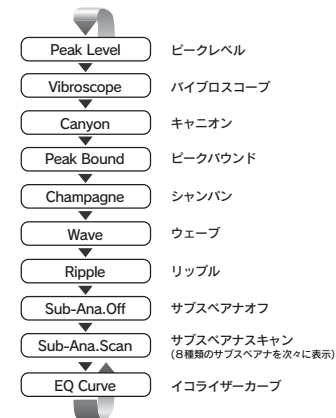 Peak Level ピークレベル
Vibroscope バイブロスコープ
Canyon キャニオン
Peak Bound ピークバウンド
Champagne シャンパン
Wave ウェーブ
Ripple リップル
Sub-Ana.Off サブスペアナオフ
Sub-Ana.Scan サブスペアナスキャン
(8種類のサブスペアナを次々に表示)
EQ Curve イコライザーカーブ